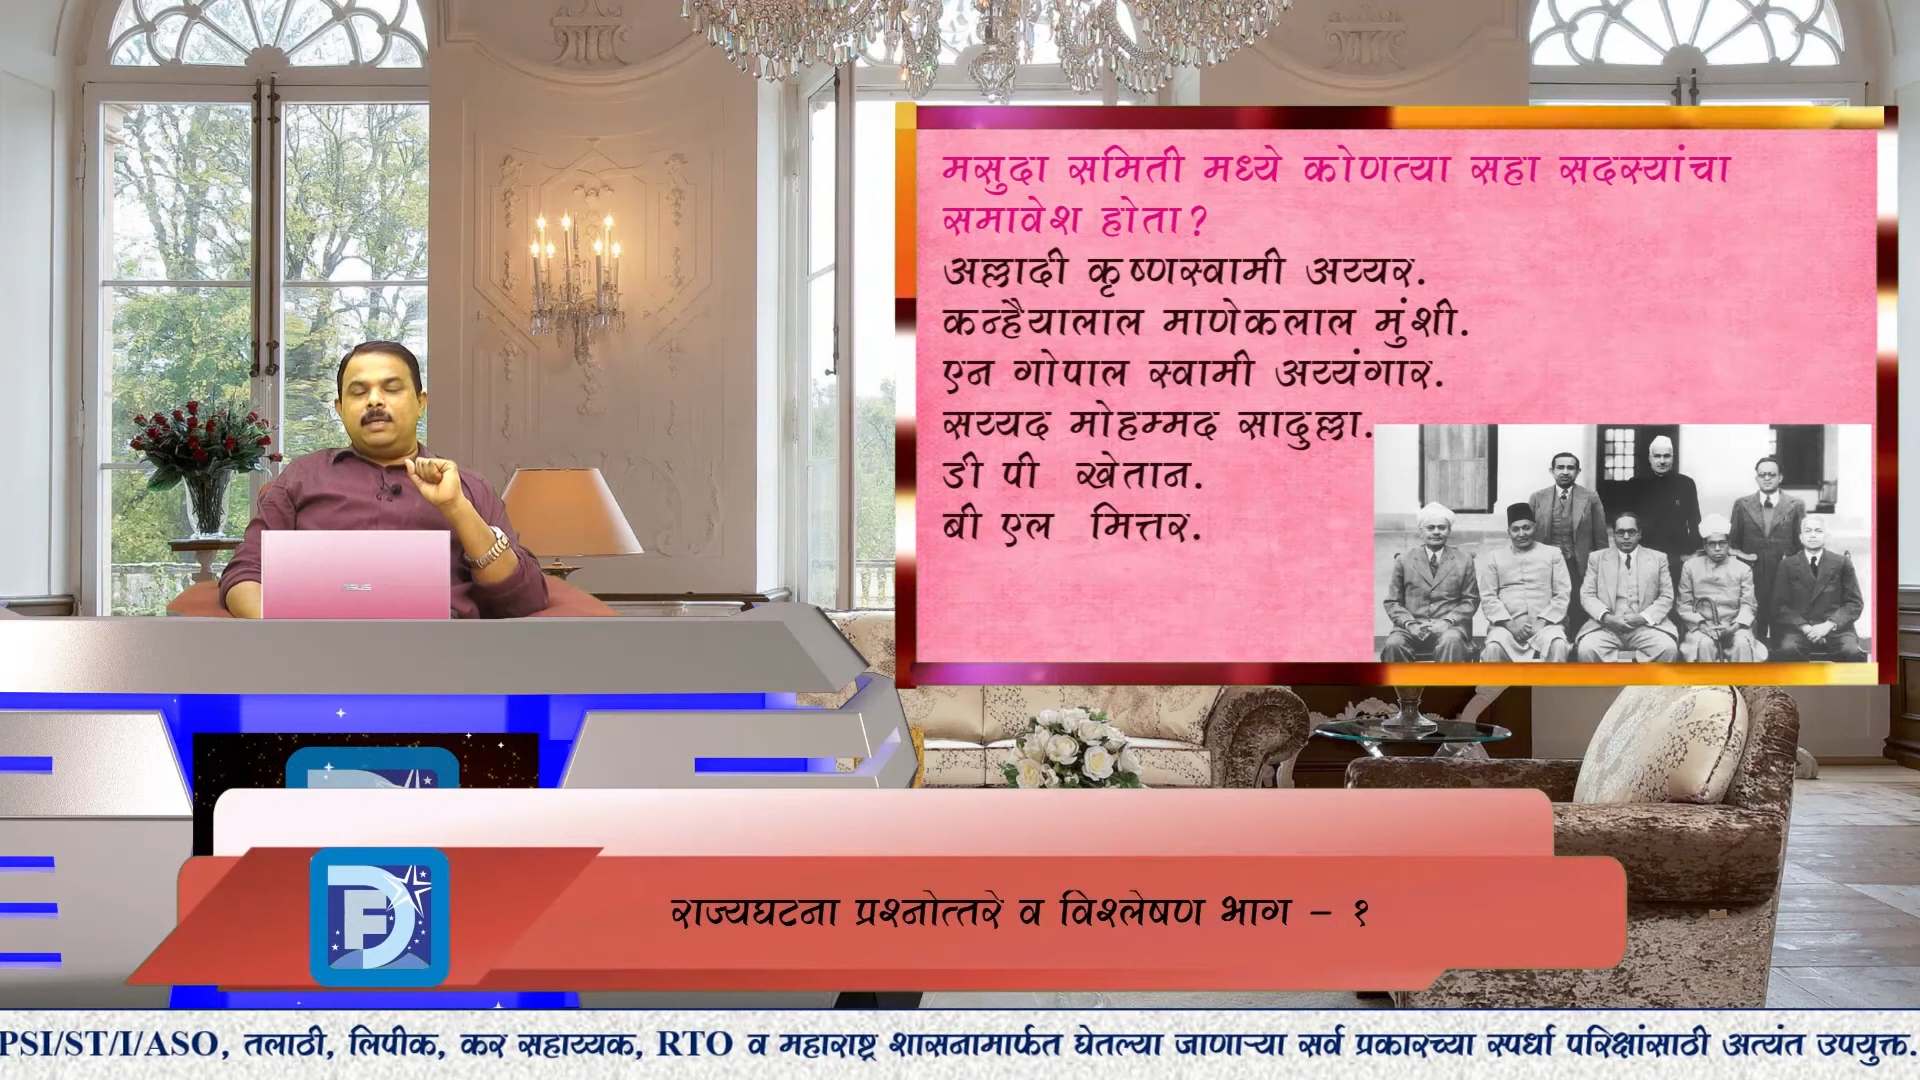 मसुदा समिती मध्ये कोणत्या सहा सदस्यांचा
समावेश होता?
अल्लादी कृष्णस्वामी अय्यर.
कन्हैयालाल माणेकलाल मुंशी.
एन गोपाल स्वामी अय्यंगार.
सय्यद मोहम्मद सादुल्ला.
डी पी खेतान.
बी एल मित्तर.
ASUS
DF
राज्यघटना प्रश्नोत्तरे व विश्लेषण भाग – १
PSI/ST/I/ASO, तलाठी, लिपीक, कर सहाय्यक, RTO व महाराष्ट्र शासनामार्फत घेतल्या जाणाऱ्या सर्व प्रकारच्या स्पर्धा परिक्षांसाठी अत्यंत उपयुक्त.